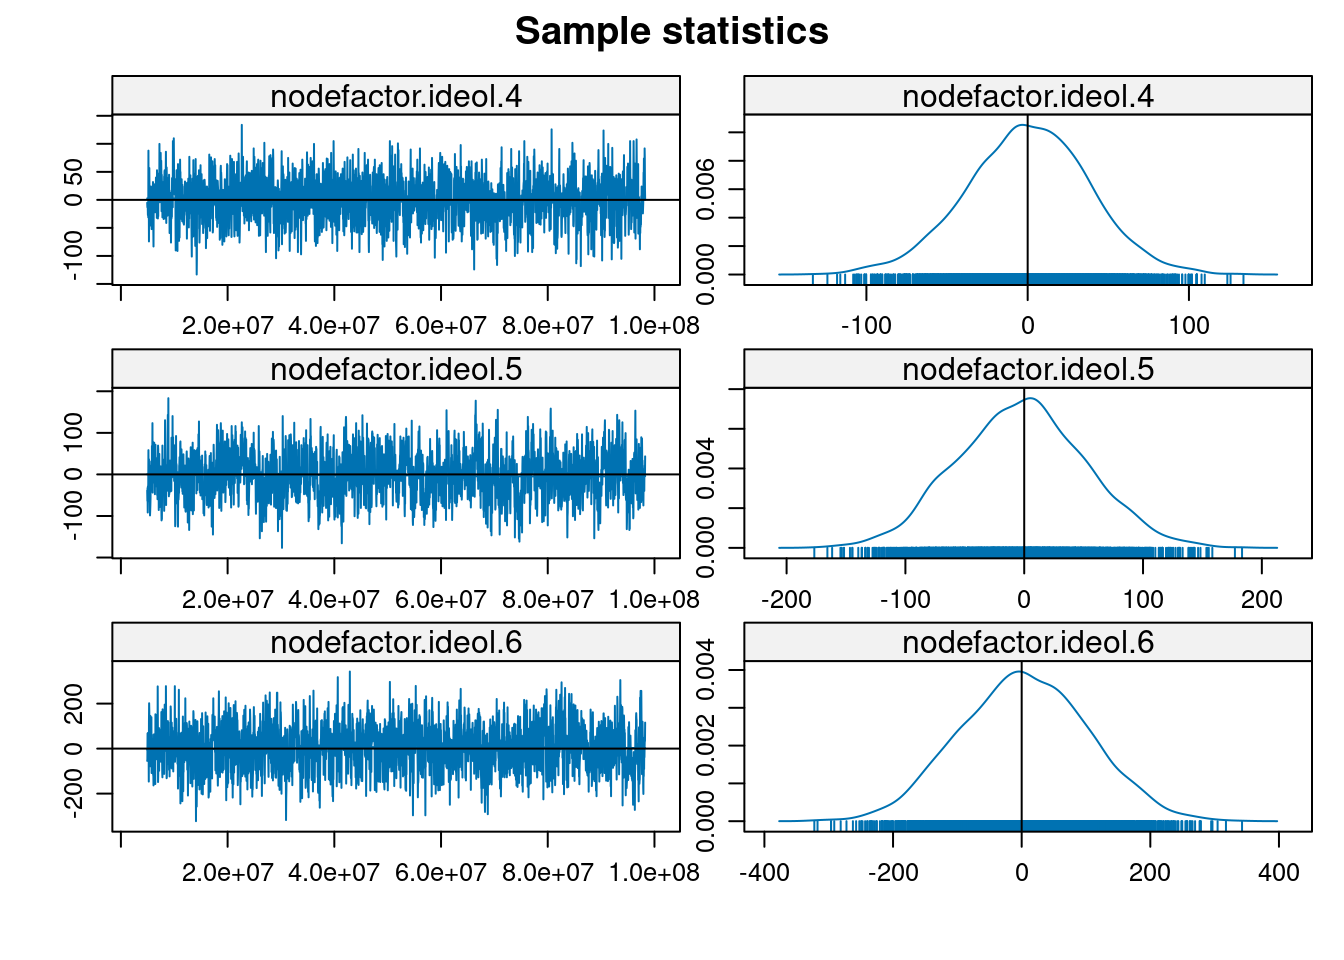 Sample statistics
nodefactor.ideol.4
nodefactor.ideol.4
-100 0 50
2.0e+07 4.0e+07 6.0e+07 8.0e+07 1.0e+08
0.000 0.006
-100 0 100
nodefactor.ideol.5
nodefactor.ideol.5
-100 0 100
2.0e+07 4.0e+07 6.0e+07 8.0e+07 1.0e+08
0.000 0.004
-200 -100 0 100 200
nodefactor.ideol.6
nodefactor.ideol.6
-200 0 200
2.0e+07 4.0e+07 6.0e+07 8.0e+07 1.0e+08
0.000 0.002 0.004
-400 -200 0 200 400